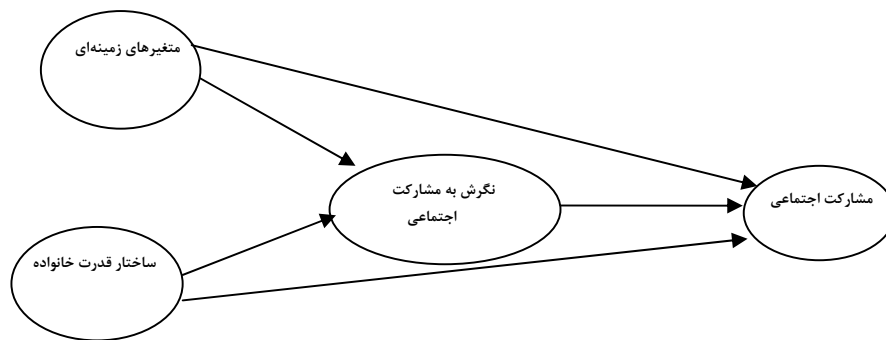 متغیرهای زمینه‌ای
نگرش به مشارکت
اجتماعی
مشارکت اجتماعی
ساختار قدرت خانواده